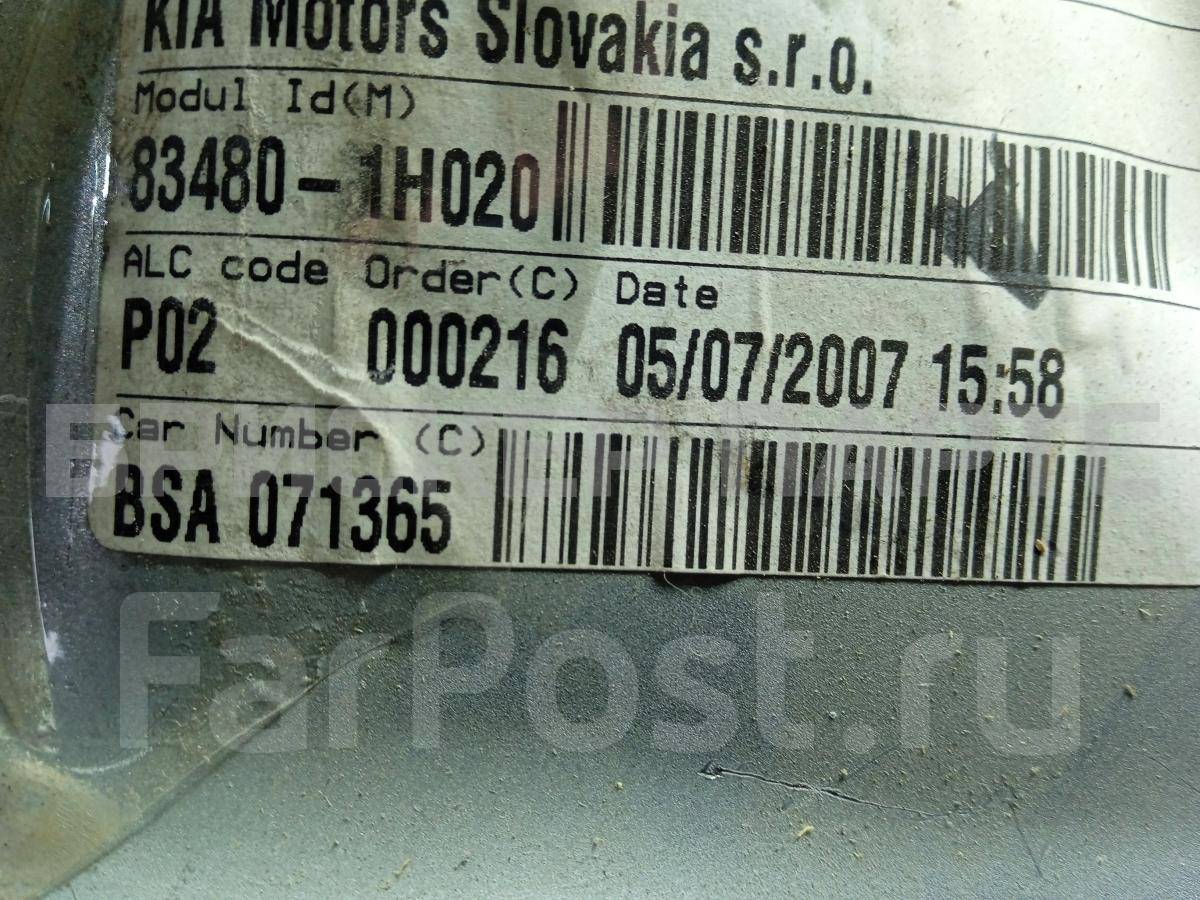 KIA Motors Slovakia s.r.o.
Modul Id(M)
83480-1H020
ALC code Order(C) Date
P02 000216 05/07/2007 15:58
Car Number (C)
BSA 071365
FarPost.ru